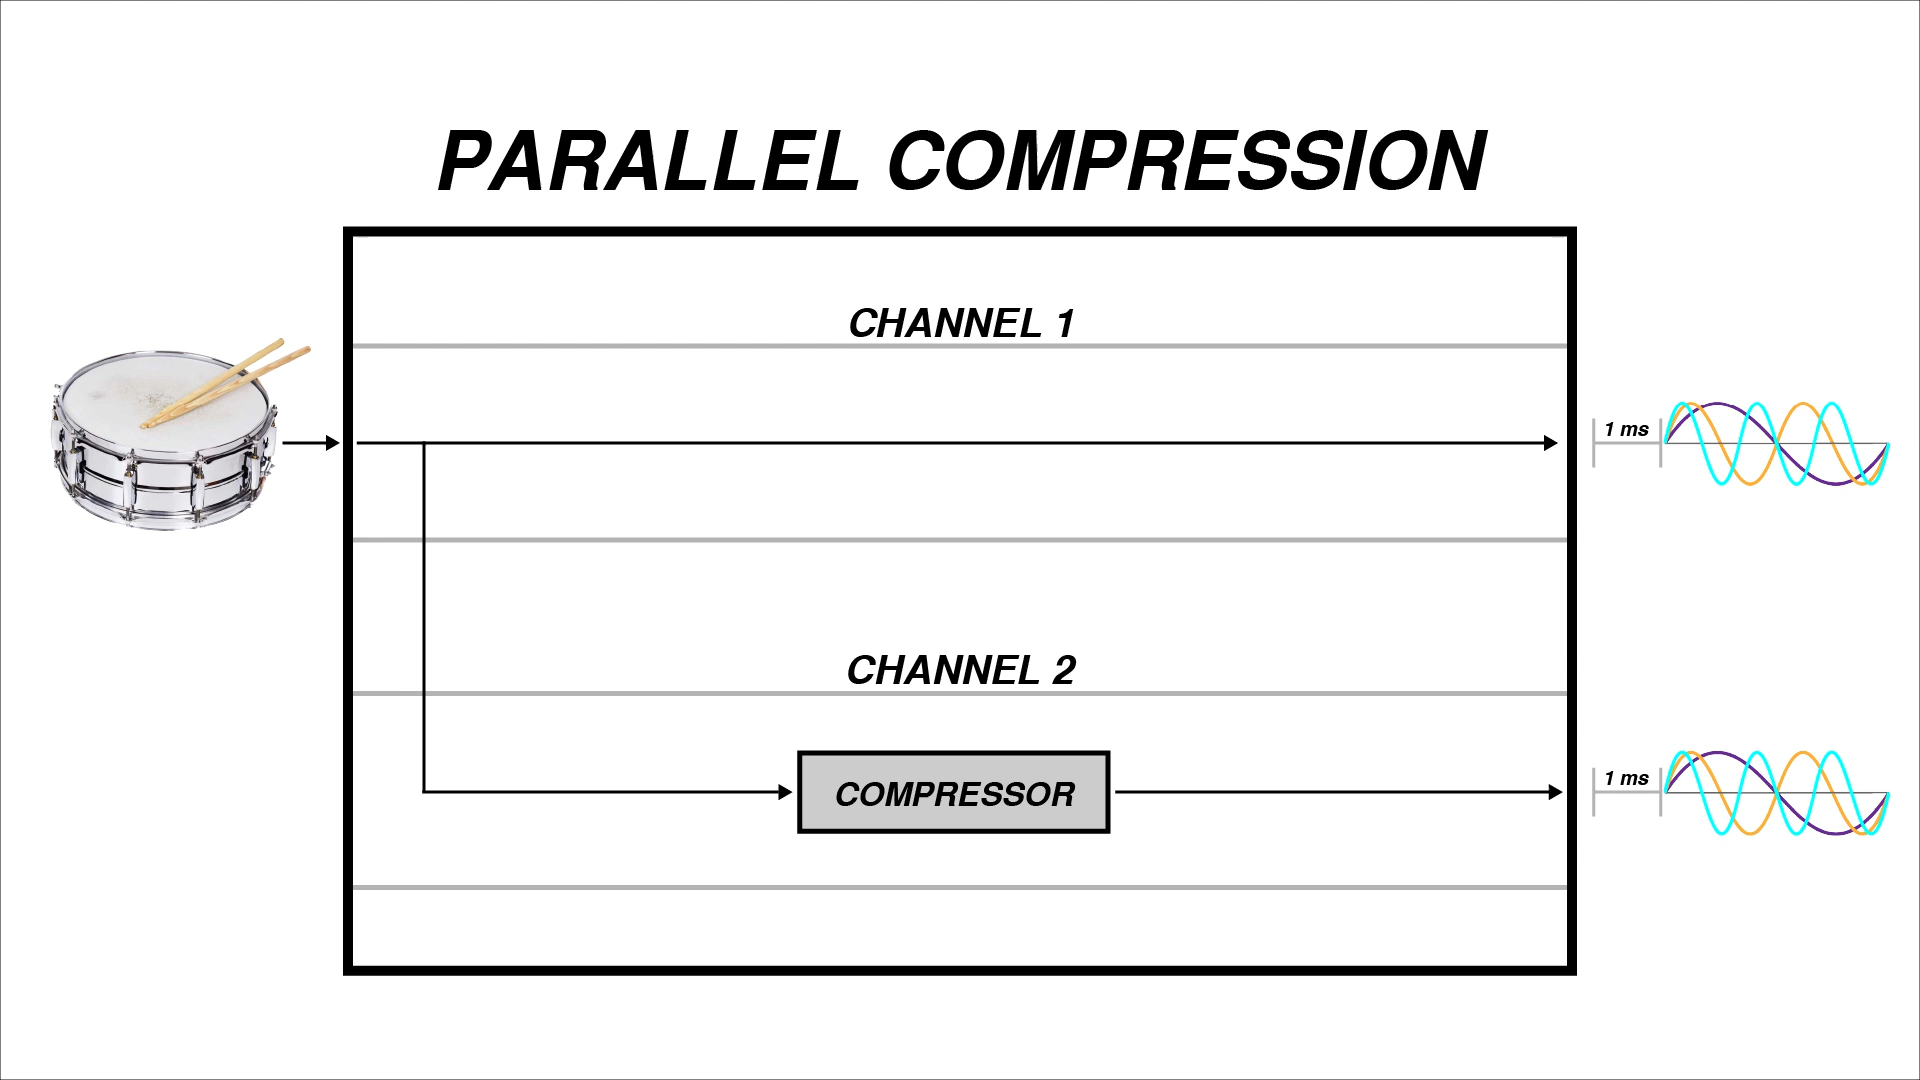 PARALLEL COMPRESSION
CHANNEL 1
1 ms
CHANNEL 2
COMPRESSOR
1 ms